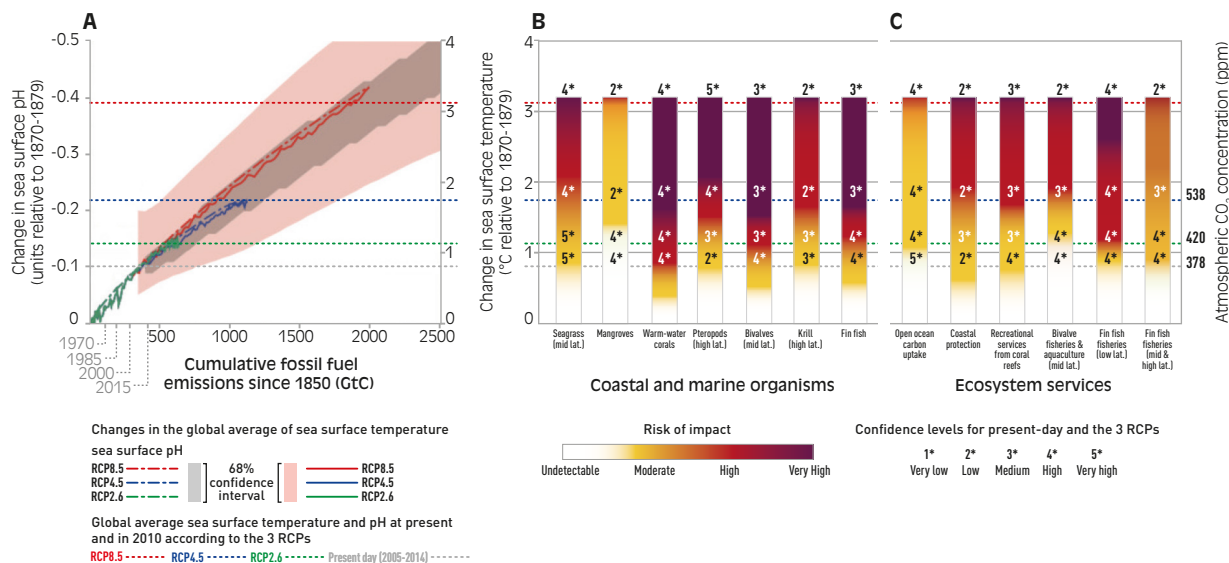 A
Change in sea surface pH
(units relative to 1870-1879)
-0.5
-0.4
-0.3
-0.2
-0.1
0
4
3
2
1
0
0
500
1000
1500
2000
2500
1970
1985
2000
2015
Cumulative fossil fuel
emissions since 1850 (GtC)
B
Change in sea surface temperature
(°C relative to 1870-1879)
4
3
2
1
0
4* 2* 4* 5* 3* 2* 3*
4* 2* 4* 4* 3* 2* 3*
5* 4* 4* 3* 3* 4* 4*
5* 4* 4* 2* 4* 3* 4*
Seagrass
(mid lat.)
Mangroves
Warm-water
corals
Pteropods
(high lat.)
Bivalves
(mid lat.)
Krill
(high lat.)
Fin fish
Coastal and marine organisms
C
4* 2* 3* 2* 4* 2*
4* 2* 3* 3* 4* 3*
4* 3* 3* 4* 4* 4*
5* 2* 4* 4* 4* 4*
Open ocean
carbon
uptake
Coastal
protection
Recreational
services
from coral
reefs
Bivalve
fisheries &
aquaculture
(mid lat.)
Fin fish
fisheries
(low lat.)
Fin fish
fisheries
(mid &
high lat.)
Ecosystem services
538
420
378
Atmospheric CO2 concentration (ppm)
Changes in the global average of sea surface temperature
sea surface pH
RCP8.5
RCP4.5
RCP2.6
68%
confidence
interval
RCP8.5
RCP4.5
RCP2.6
Global average sea surface temperature and pH at present
and in 2010 according to the 3 RCPs
RCP8.5 RCP4.5 RCP2.6 Present day (2005-2014)
Risk of impact
Undetectable Moderate High Very High
Confidence levels for present-day and the 3 RCPs
1* 2* 3* 4* 5*
Very low Low Medium High Very high